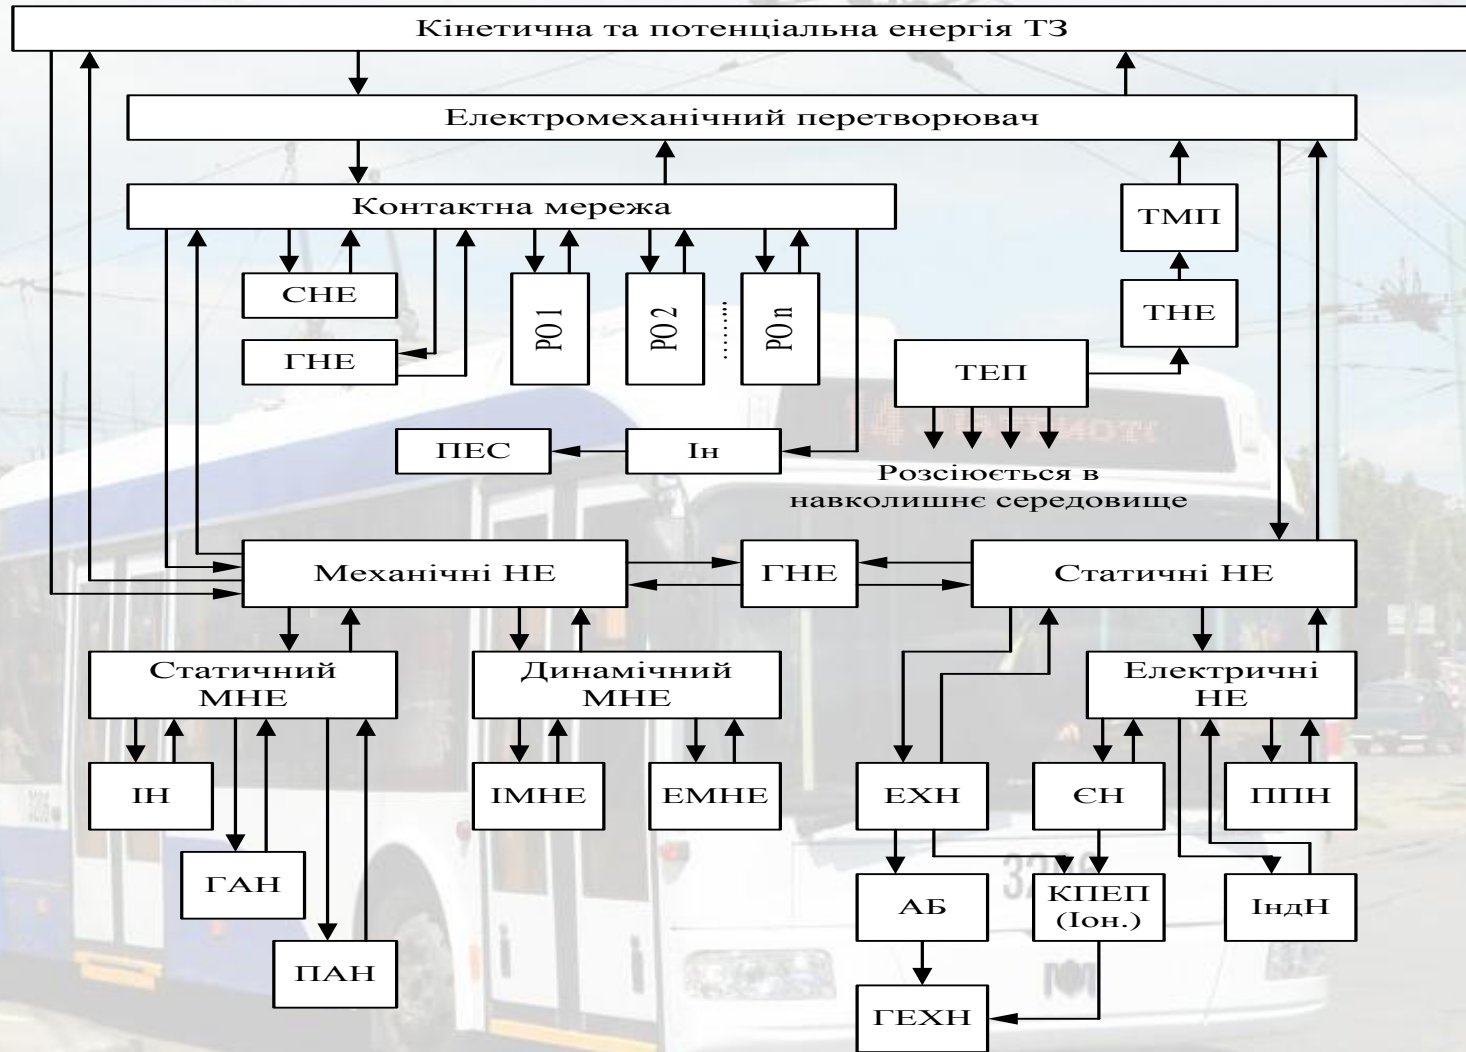 Кінетична та потенціальна енергія ТЗ
Електромеханічний перетворювач
Контактна мережа
ТМП
СНЕ
РО 1
РО 2
........
РО n
ТНЕ
ГНЕ
ТЕП
ПЕС
Ін
Розсіюється в
навколишнє середовище
Механічні НЕ
ГНЕ
Статичні НЕ
Статичний
МНЕ
Динамічний
МНЕ
Електричні
НЕ
ІН
ІМНЕ
ЕМНЕ
ЕХН
ЄН
ППН
ГАН
АБ
КПЕП
(Іон.)
ІндН
ПАН
ГЕХН